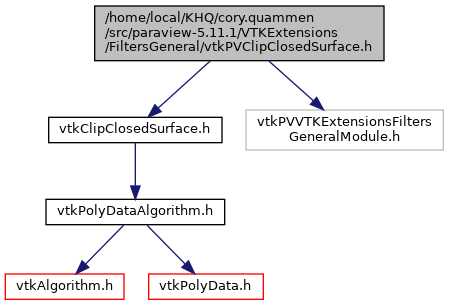 /home/local/KHQ/cory.quammen
/src/paraview-5.11.1/VTKExtensions
/FiltersGeneral/vtkPVClipClosedSurface.h
vtkClipClosedSurface.h
vtkPVVTKExtensionsFilters
GeneralModule.h
vtkPolyDataAlgorithm.h
vtkAlgorithm.h
vtkPolyData.h